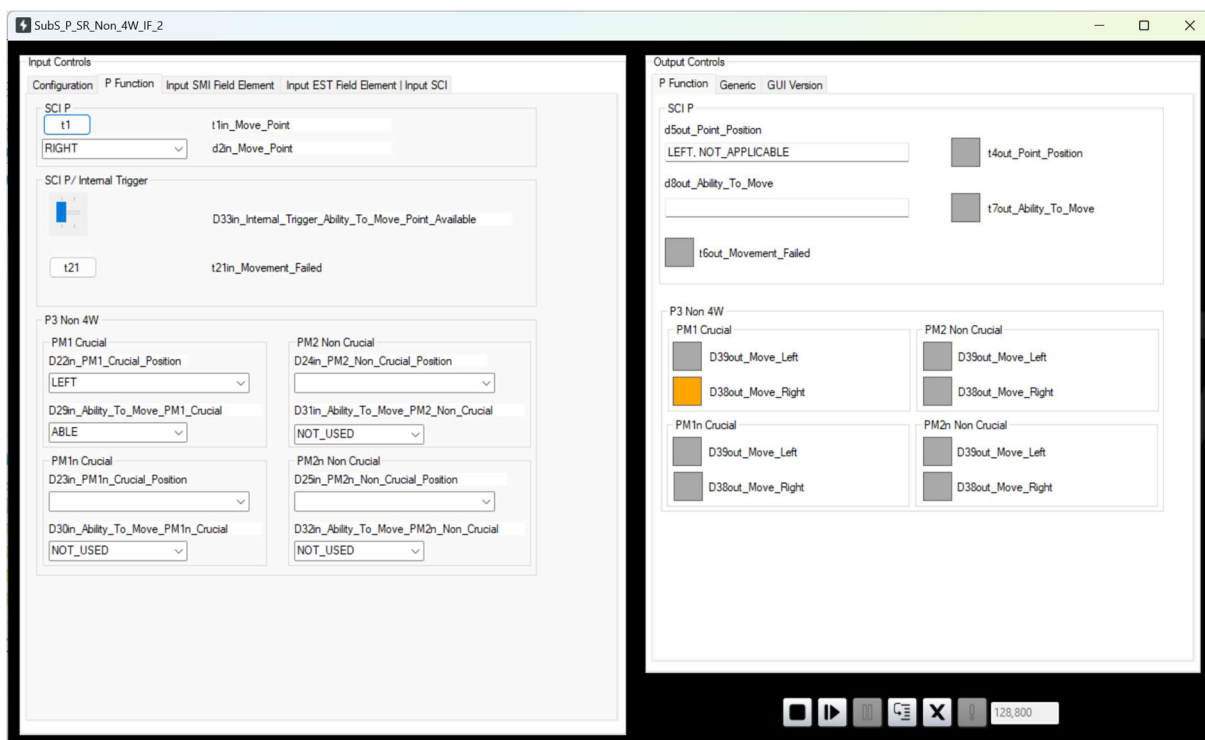 SubS_P_SR_Non_4W_IF_2
Input Controls
Configuration P Function Input SMI Field Element Input EST Field Element | Input SCI
SCI P
t1 t1in_Move_Point
RIGHT d2in_Move_Point
SCI P/ Internal Trigger
D33in_Internal_Trigger_Ability_To_Move_Point_Available
t21 t21in_Movement_Failed
P3 Non 4W
PM1 Crucial
D22in_PM1_Crucial_Position
LEFT
D29in_Ability_To_Move_PM1_Crucial
ABLE
PM2 Non Crucial
D24in_PM2_Non_Crucial_Position
D31in_Ability_To_Move_PM2_Non_Crucial
NOT_USED
PM1n Crucial
D23in_PM1n_Crucial_Position
D30in_Ability_To_Move_PM1n_Crucial
NOT_USED
PM2n Non Crucial
D25in_PM2n_Non_Crucial_Position
D32in_Ability_To_Move_PM2n_Non_Crucial
NOT_USED
Output Controls
P Function Generic GUI Version
SCI P
d5out_Point_Position
LEFT, NOT_APPLICABLE
t4out_Point_Position
d8out_Ability_To_Move
t7out_Ability_To_Move
t6out_Movement_Failed
P3 Non 4W
PM1 Crucial
D39out_Move_Left
D38out_Move_Right
PM2 Non Crucial
D39out_Move_Left
D38out_Move_Right
PM1n Crucial
D39out_Move_Left
D38out_Move_Right
PM2n Non Crucial
D39out_Move_Left
D38out_Move_Right
128,800